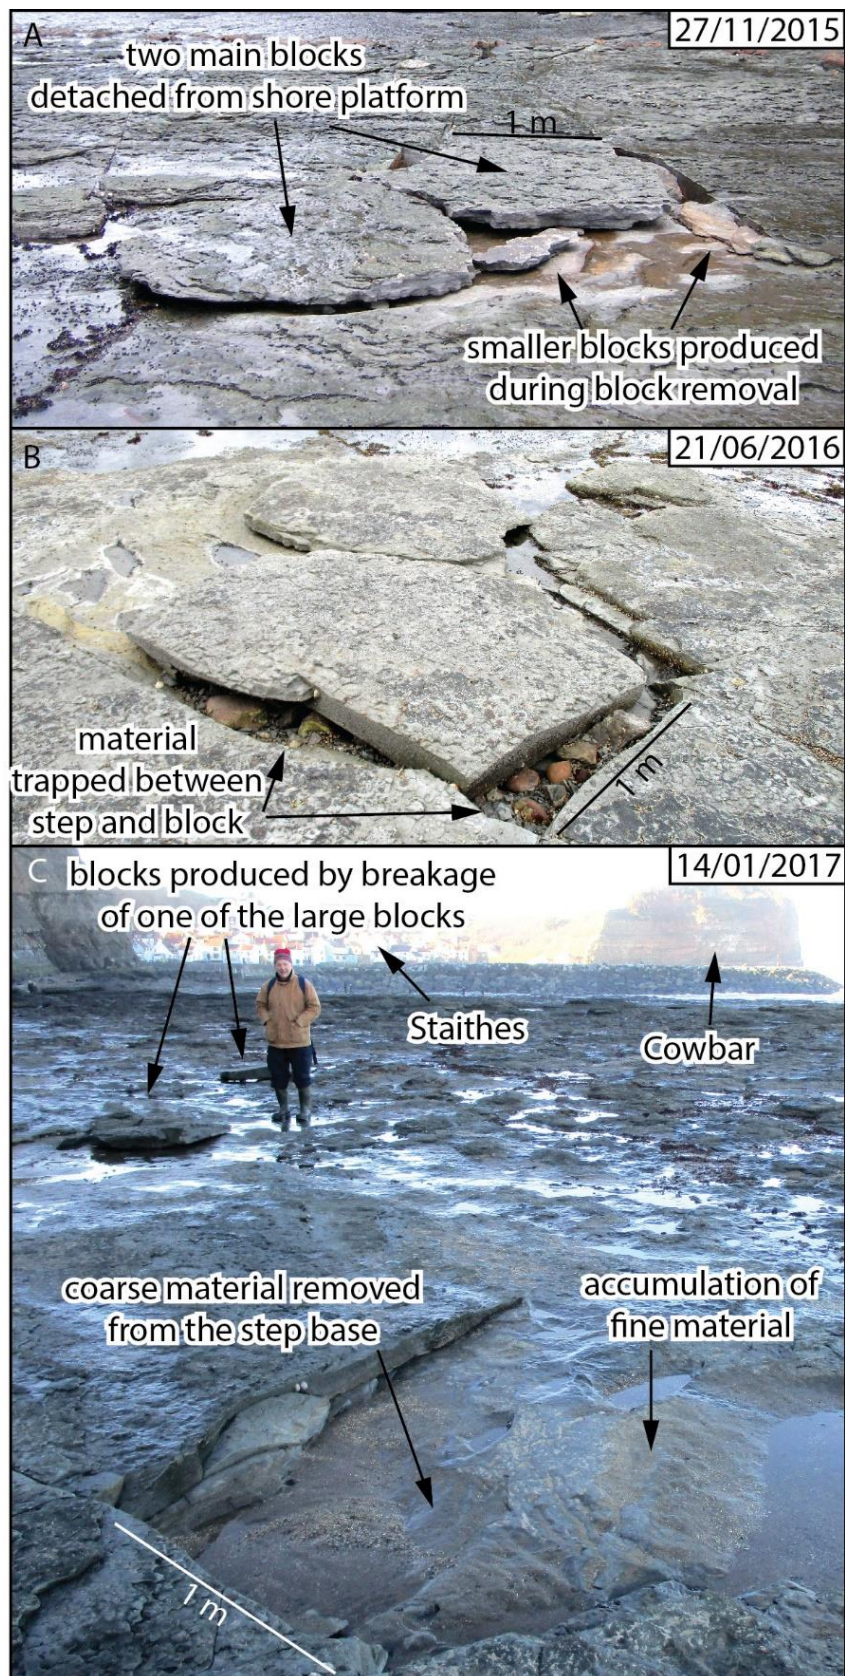 A
27/11/2015
two main blocks
detached from shore platform
1 m
smaller blocks produced
during block removal
B
21/06/2016
material
trapped between
step and block
1 m
C
14/01/2017
blocks produced by breakage
of one of the large blocks
Staithes
Cowbar
coarse material removed
from the step base
accumulation of
fine material
1 m